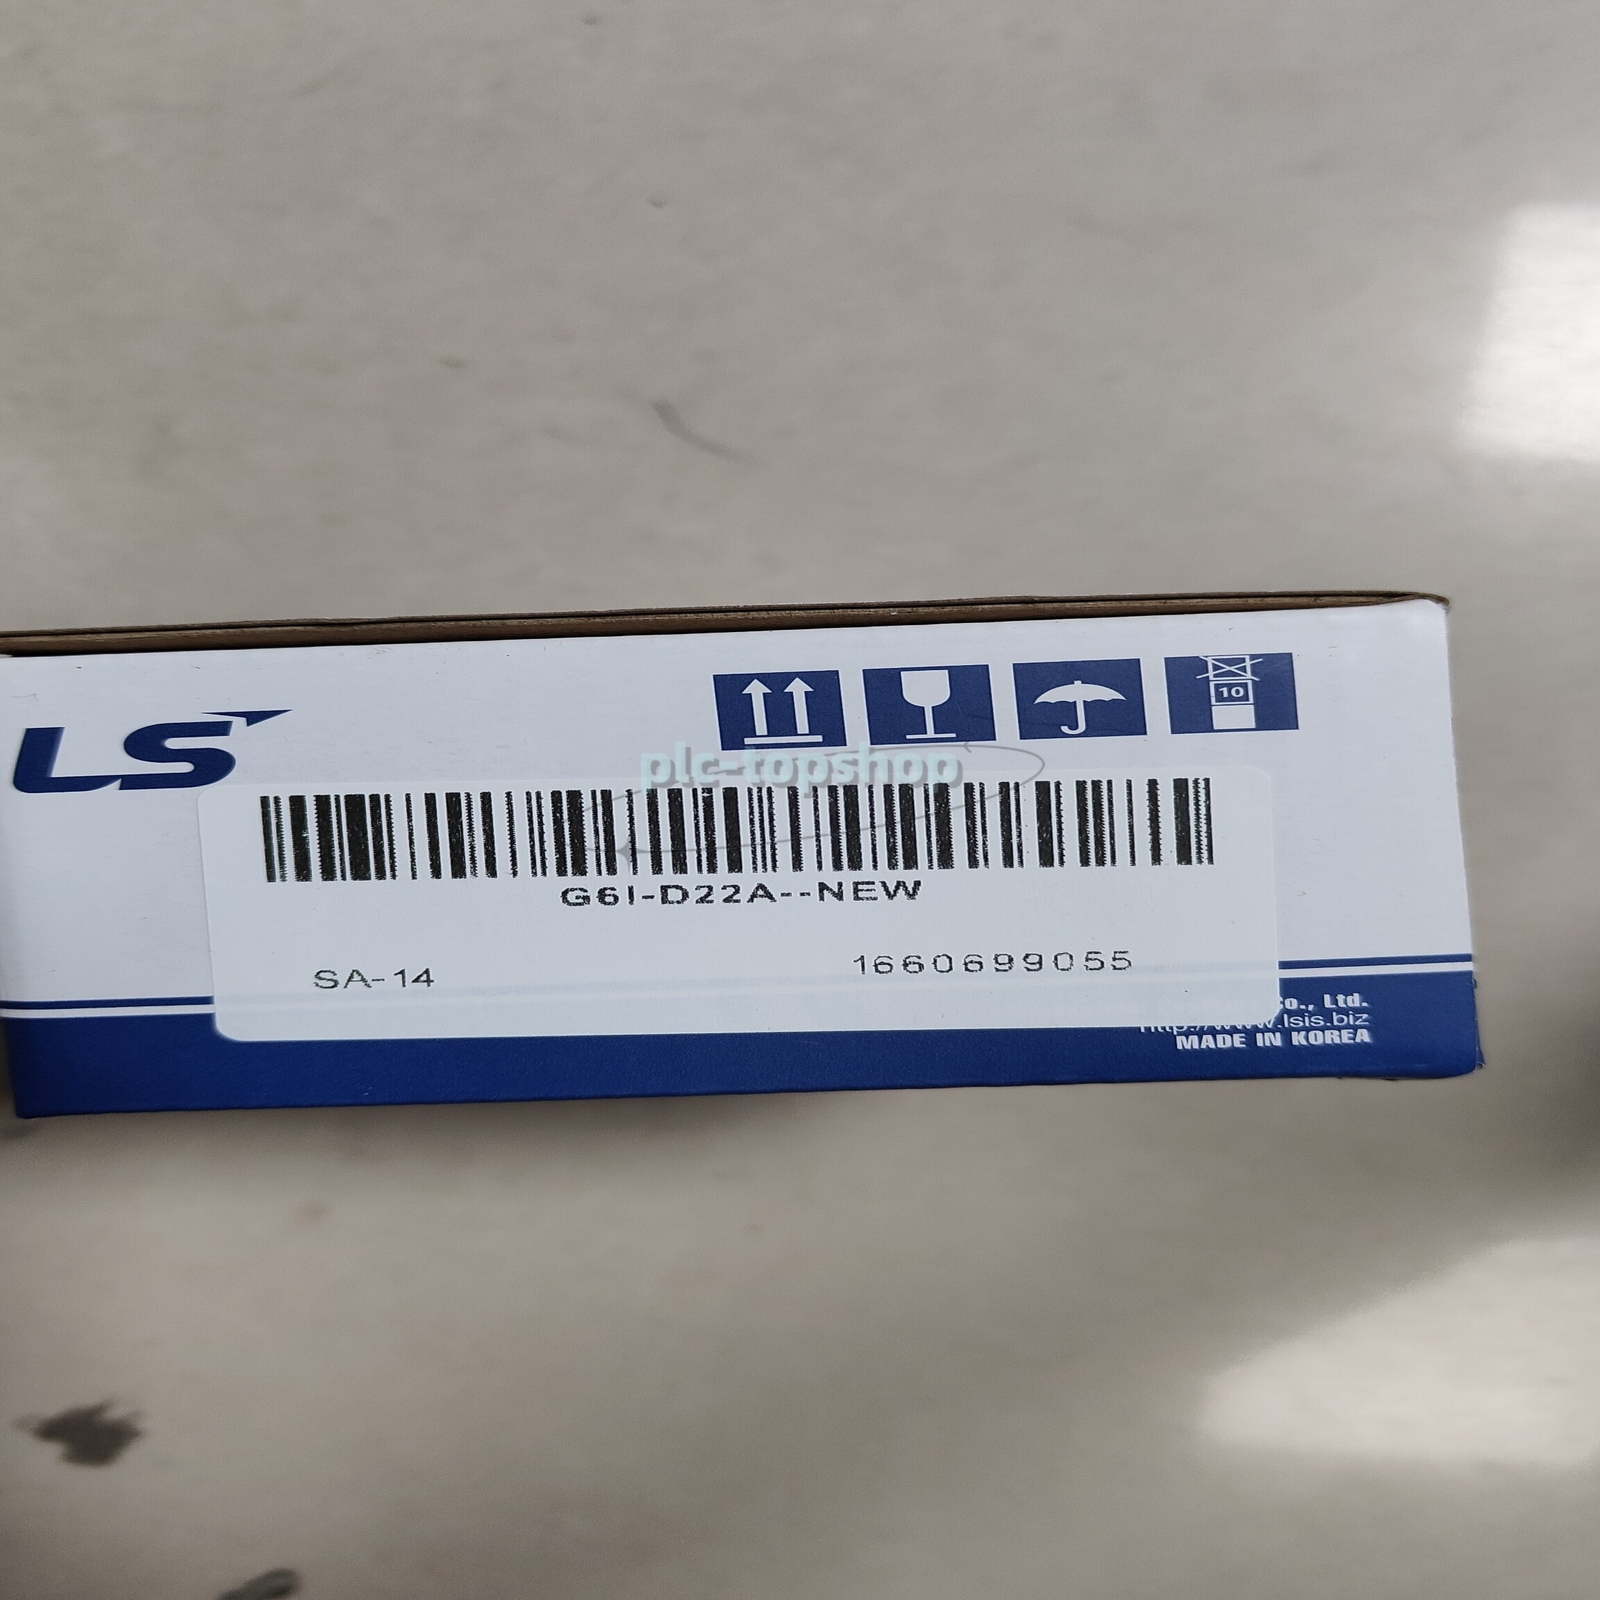 LS
10
plc-topshop
G6I-D22A--NEW
SA-14
1660699055
Co., Ltd.
http://www.lsis.biz
MADE IN KOREA